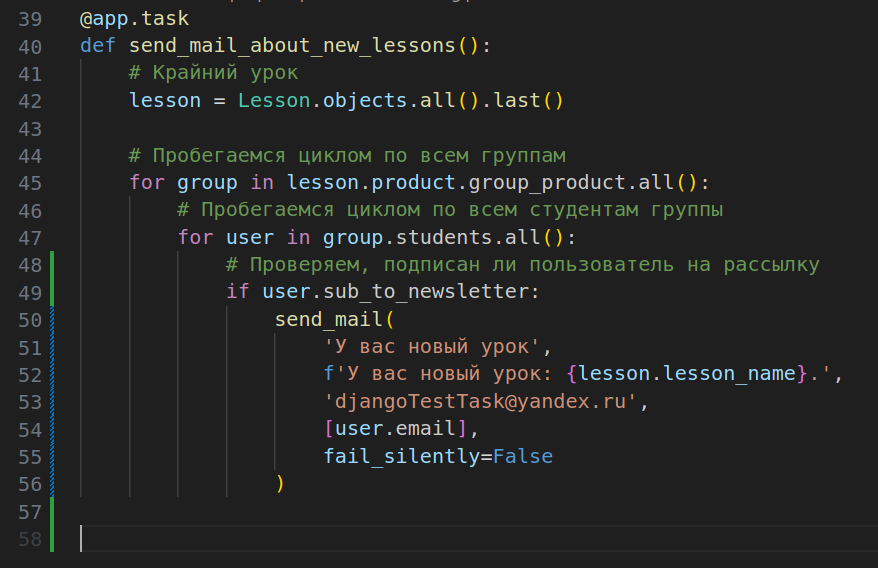 39 @app.task
40 def send_mail_about_new_lessons():
41     # Крайний урок
42     lesson = Lesson.objects.all().last()
43
44     # Пробегаемся циклом по всем группам
45     for group in lesson.product.group_product.all():
46         # Пробегаемся циклом по всем студентам группы
47         for user in group.students.all():
48             # Проверяем, подписан ли пользователь на рассылку
49             if user.sub_to_newsletter:
50                 send_mail(
51                     'У вас новый урок',
52                     f'У вас новый урок: {lesson.lesson_name}.',
53                     'djangoTestTask@yandex.ru',
54                     [user.email],
55                     fail_silently=False
56                 )
57
58